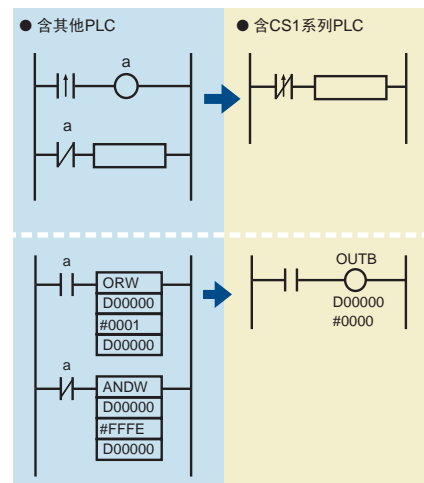 ● 含其他PLC
● 含CS1系列PLC
a
a
a
ORW
D00000
#0001
D00000
a
ANDW
D00000
#FFFE
D00000
OUTB
D00000
#0000